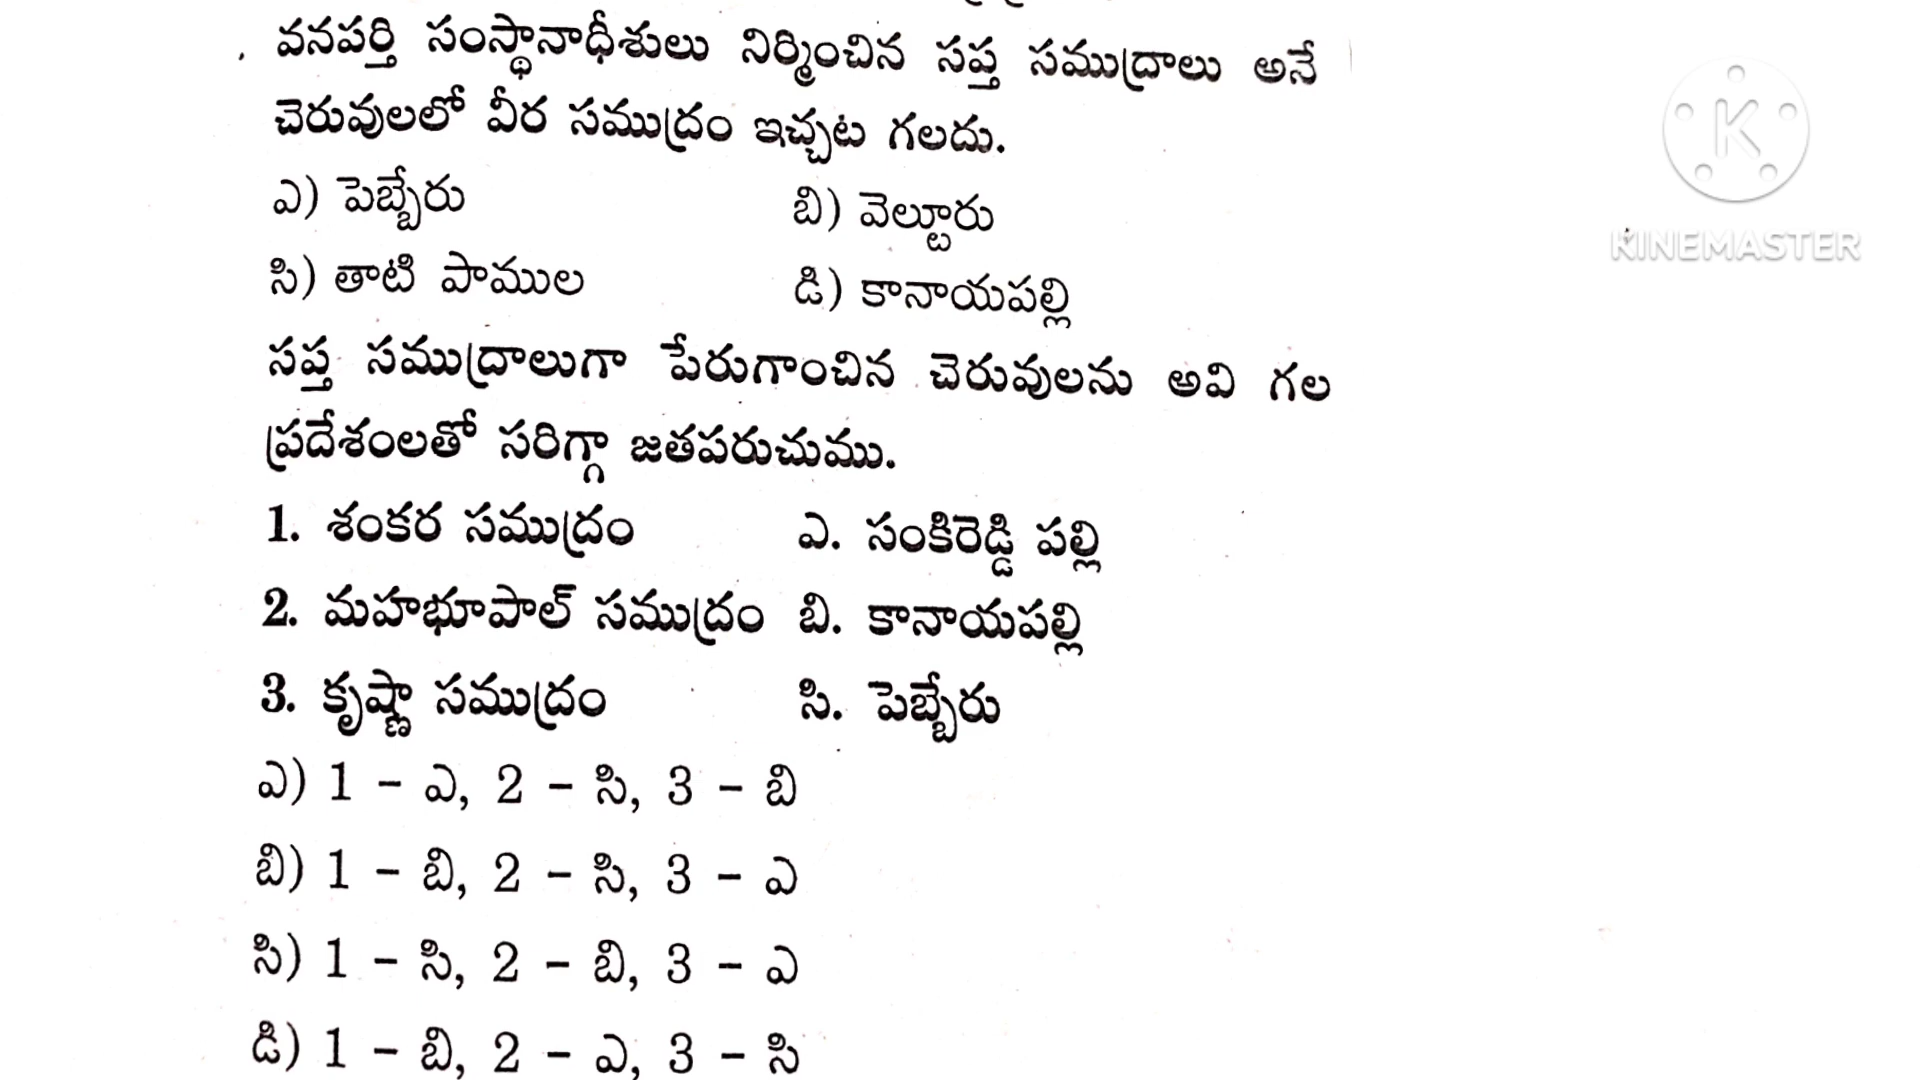 వనపర్తి సంస్థానాధీశులు నిర్మించిన సప్త సముద్రాలు అనే
చెరువులలో వీర సముద్రం ఇచ్చట గలదు.
ఎ) పెబ్బేరు బి) వెల్టూరు
సి) తాటి పాముల డి) కానాయపల్లి
సప్త సముద్రాలుగా పేరుగాంచిన చెరువులను అవి గల
ప్రదేశంలతో సరిగ్గా జతపరుచుము.
1. శంకర సముద్రం ఎ. సంకిరెడ్డి పల్లి
2. మహభూపాల్ సముద్రం బి. కానాయపల్లి
3. కృష్ణా సముద్రం సి. పెబ్బేరు
ఎ) 1 - ఎ, 2 - సి, 3 - బి
బి) 1 - బి, 2 - సి, 3 - ఎ
సి) 1 - సి, 2 - బి, 3 - ఎ
డి) 1 - బి, 2 - ఎ, 3 - సి
K
KINEMASTER